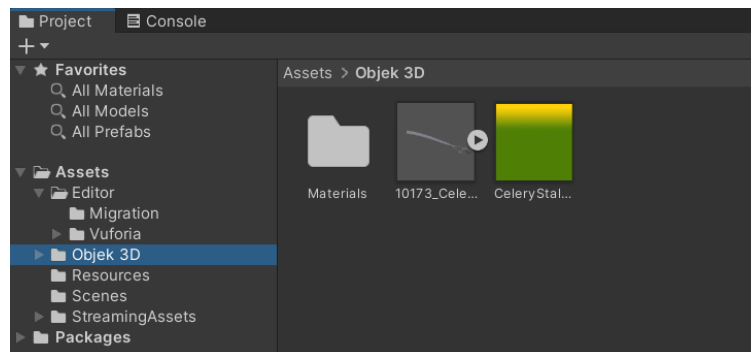 Project
Console
Favorites
All Materials
All Models
All Prefabs
Assets
Editor
Migration
Vuforia
Objek 3D
Resources
Scenes
StreamingAssets
Packages
Assets > Objek 3D
Materials
10173_Cele...
CeleryStal...